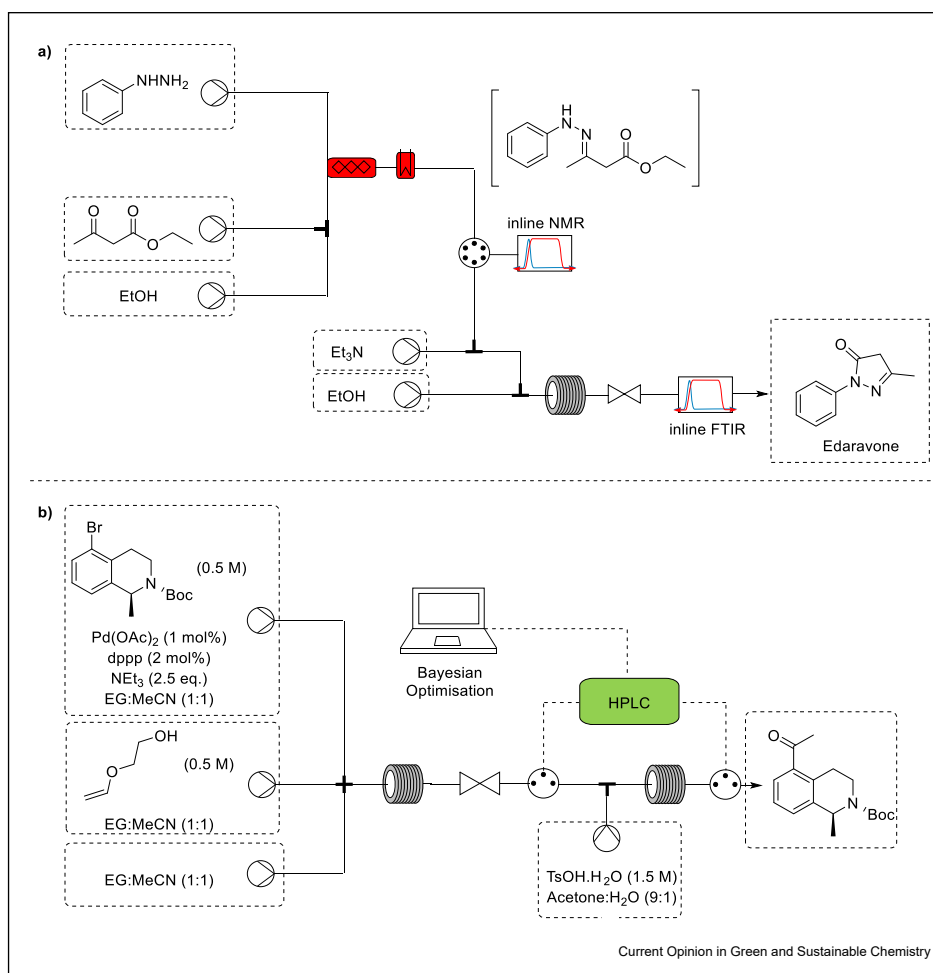 a)
NHNH₂
O
O
O
EtOH
H
N
N
O
O
inline NMR
Et₃N
EtOH
inline FTIR
O
N
N
Edaravone
b)
Br
(0.5 M)
N
Boc
Pd(OAc)₂ (1 mol%)
dppp (2 mol%)
NEt₃ (2.5 eq.)
EG:MeCN (1:1)
OH
O
(0.5 M)
EG:MeCN (1:1)
EG:MeCN (1:1)
Bayesian
Optimisation
HPLC
TsOH.H₂O (1.5 M)
Acetone:H₂O (9:1)
O
N
Boc
Current Opinion in Green and Sustainable Chemistry